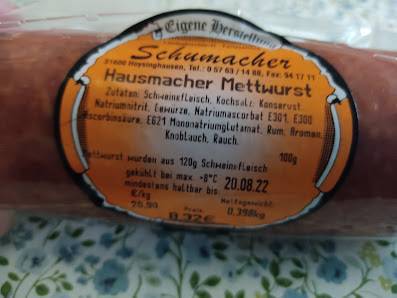 Eigene Herstellung
Schumacher
31606 Hoysinghausen, Tel.: 0 57 63/14 88, Fax: 94 17 11
Hausmacher Mettwurst
Zutaten: Schweinefleisch, Kochsalz, Konservst.
Natriumnitrit, Gewürze, Natriumascorbat E301, E300
Ascorbinsäure, E621 Mononatriumglutamat, Rum, Aromen,
Knoblauch, Rauch.
100g
Mettwurst wurden aus 120g Schweinefleisch
gekühlt bei max. +8°C
mindestens haltbar bis: 20.08.22
€/kg
Preis
Nettogewicht
20,90
8,32€
0,398kg